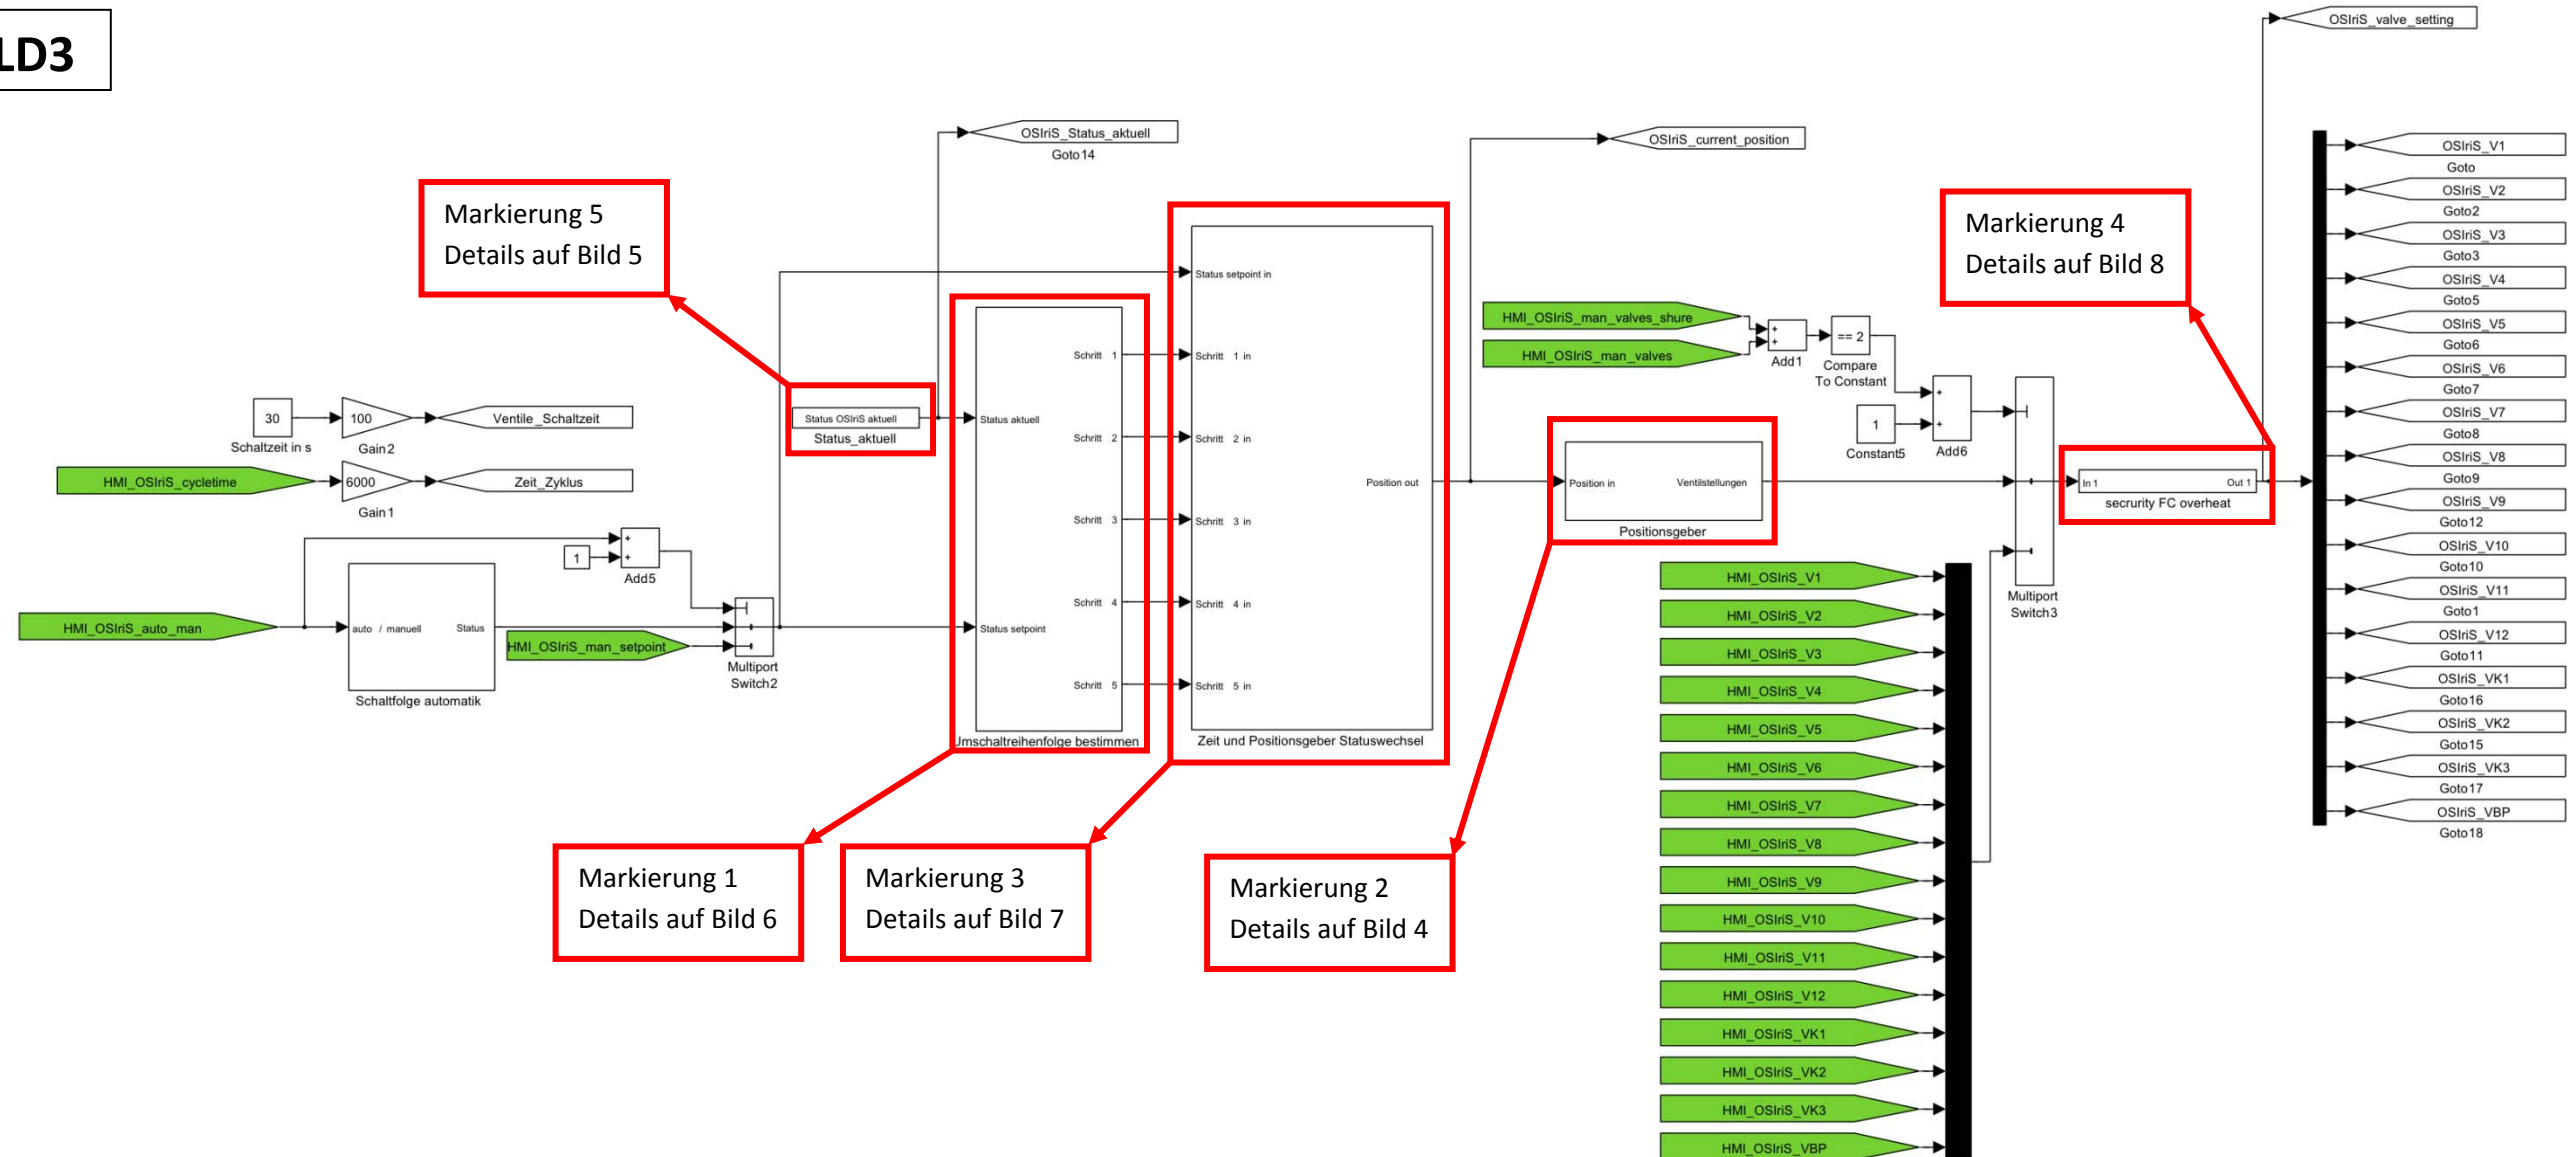 LD3
OSIriS_valve_setting
OSIriS_Status_aktuell
Goto14
OSIriS_current_position
Markierung 5
Details auf Bild 5
Markierung 4
Details auf Bild 8
Status setpoint in
Schritt 1 in
Schritt 2 in
Schritt 3 in
Schritt 4 in
Schritt 5 in
Position out
Zeit und Positionsgeber Statuswechsel
Status aktuell
Status setpoint
Schritt 1
Schritt 2
Schritt 3
Schritt 4
Schritt 5
Umschaltreihenfolge bestimmen
Status OSIriS aktuell
Status_aktuell
30
Schaltzeit in s
100
Gain2
Ventile_Schaltzeit
HMI_OSIriS_cycletime
6000
Gain1
Zeit_Zyklus
1
+
+
Add5
HMI_OSIriS_auto_man
auto / manuell
Status
Schaltfolge automatik
HMI_OSIriS_man_setpoint
Multiport
Switch2
HMI_OSIriS_man_valves_shure
HMI_OSIriS_man_valves
+
+
Add1
== 2
Compare
To Constant
1
Constant5
+
+
Add6
Position in
Ventilstellungen
Positionsgeber
Multiport
Switch3
In 1
Out 1
secrurity FC overheat
OSIriS_V1
Goto
OSIriS_V2
Goto2
OSIriS_V3
Goto3
OSIriS_V4
Goto5
OSIriS_V5
Goto6
OSIriS_V6
Goto7
OSIriS_V7
Goto8
OSIriS_V8
Goto9
OSIriS_V9
Goto12
OSIriS_V10
Goto10
OSIriS_V11
Goto1
OSIriS_V12
Goto11
OSIriS_VK1
Goto16
OSIriS_VK2
Goto15
OSIriS_VK3
Goto17
OSIriS_VBP
Goto18
HMI_OSIriS_V1
HMI_OSIriS_V2
HMI_OSIriS_V3
HMI_OSIriS_V4
HMI_OSIriS_V5
HMI_OSIriS_V6
HMI_OSIriS_V7
HMI_OSIriS_V8
HMI_OSIriS_V9
HMI_OSIriS_V10
HMI_OSIriS_V11
HMI_OSIriS_V12
HMI_OSIriS_VK1
HMI_OSIriS_VK2
HMI_OSIriS_VK3
HMI_OSIriS_VBP
Markierung 1
Details auf Bild 6
Markierung 3
Details auf Bild 7
Markierung 2
Details auf Bild 4